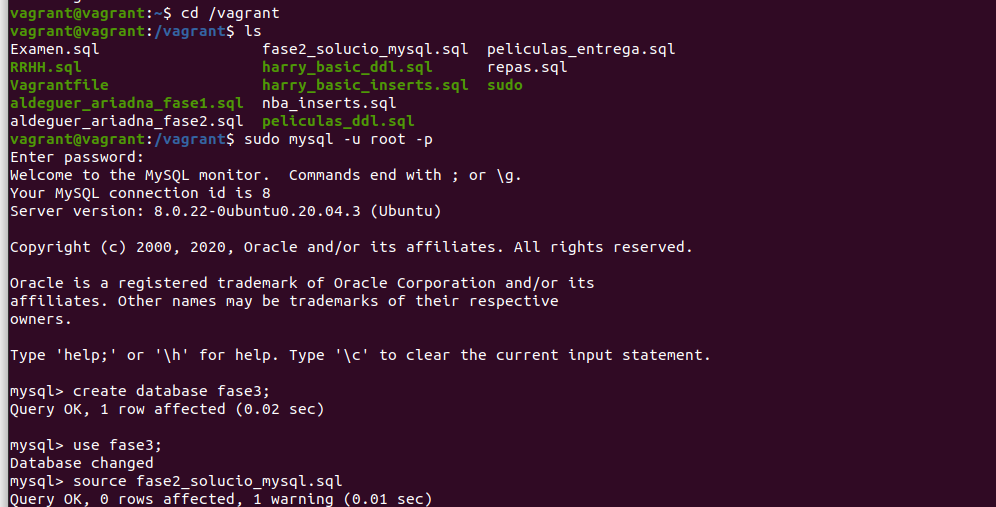 vagrant@vagrant:~$ cd /vagrant
vagrant@vagrant:/vagrant$ ls
Examen.sql fase2_solucio_mysql.sql peliculas_entrega.sql
RRHH.sql harry_basic_ddl.sql repas.sql
Vagrantfile harry_basic_inserts.sql sudo
aldeguer_ariadna_fase1.sql nba_inserts.sql
aldeguer_ariadna_fase2.sql peliculas_ddl.sql
vagrant@vagrant:/vagrant$ sudo mysql -u root -p
Enter password:
Welcome to the MySQL monitor.  Commands end with ; or \g.
Your MySQL connection id is 8
Server version: 8.0.22-0ubuntu0.20.04.3 (Ubuntu)
Copyright (c) 2000, 2020, Oracle and/or its affiliates. All rights reserved.
Oracle is a registered trademark of Oracle Corporation and/or its
affiliates. Other names may be trademarks of their respective
owners.
Type 'help;' or '\h' for help. Type '\c' to clear the current input statement.
mysql> create database fase3;
Query OK, 1 row affected (0.02 sec)
mysql> use fase3;
Database changed
mysql> source fase2_solucio_mysql.sql
Query OK, 0 rows affected, 1 warning (0.01 sec)